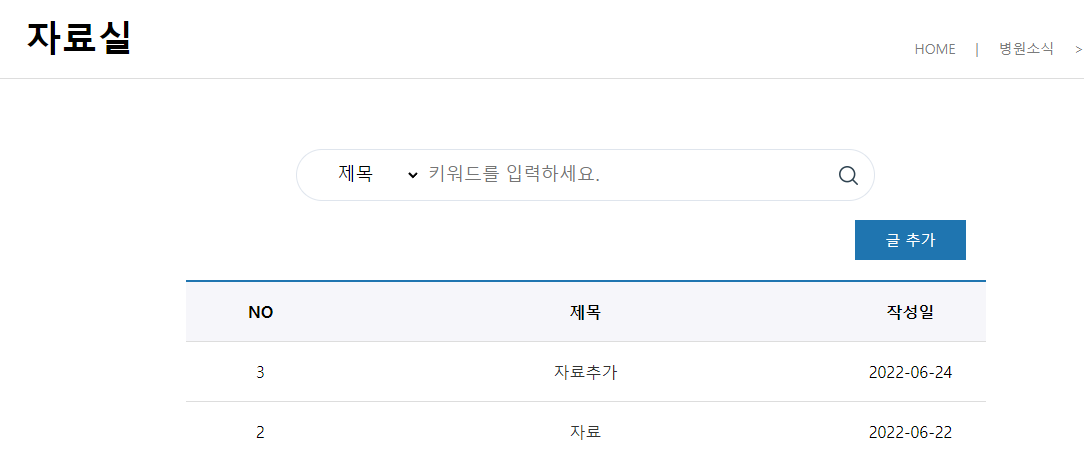 자료실
HOME | 병원소식 >
제목 키워드를 입력하세요.
글 추가
NO 제목 작성일
3 자료추가 2022-06-24
2 자료 2022-06-22